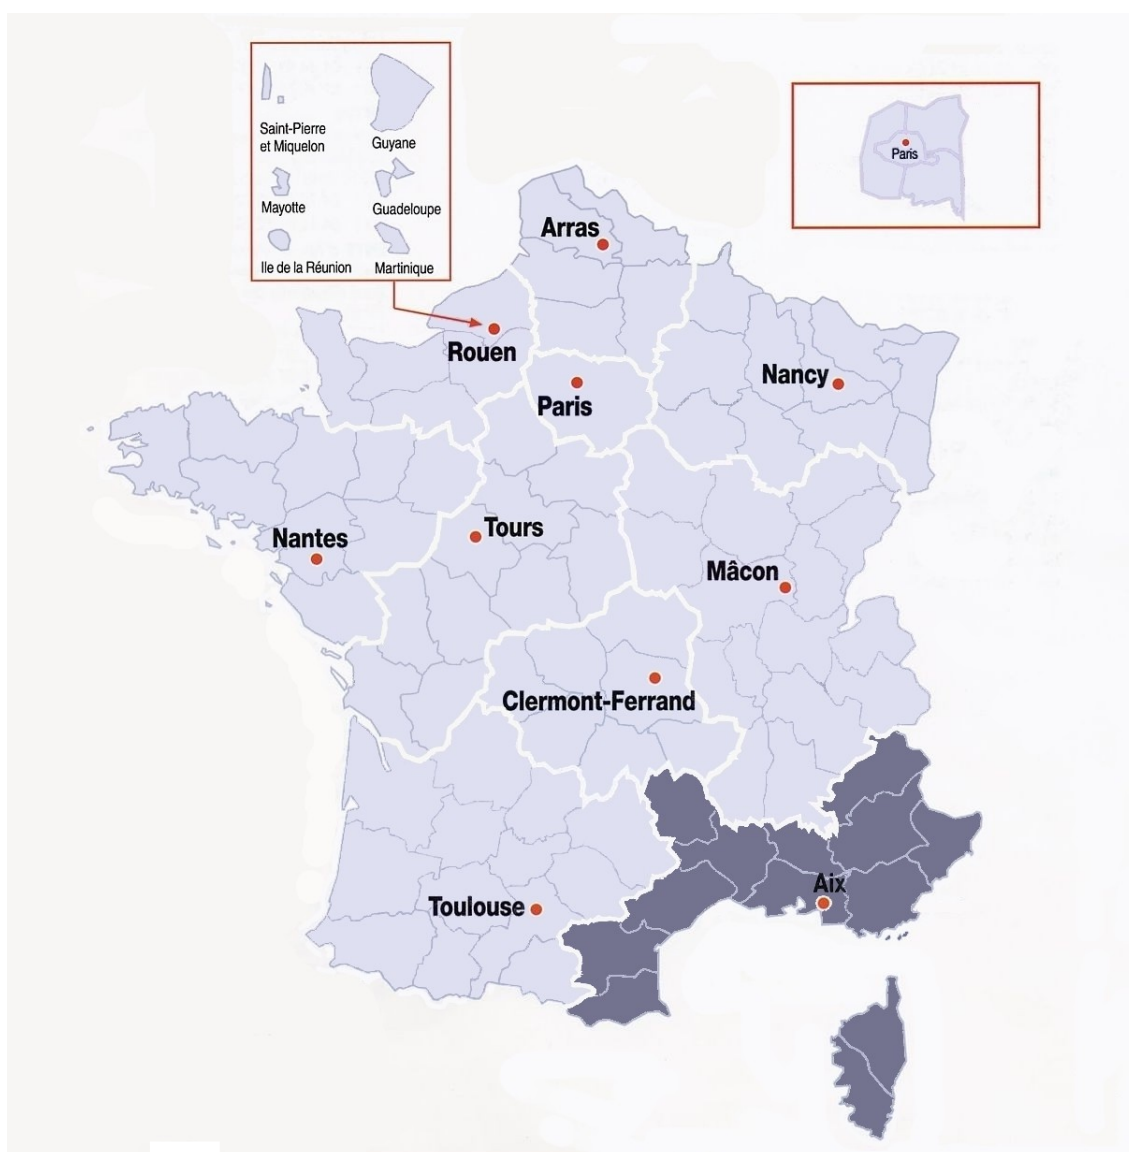 Saint-Pierre
et Miquelon
Guyane
Mayotte
Guadeloupe
Ile de la Réunion
Martinique
Paris
Arras
Rouen
Nancy
Paris
Tours
Nantes
Mâcon
Clermont-Ferrand
Aix
Toulouse